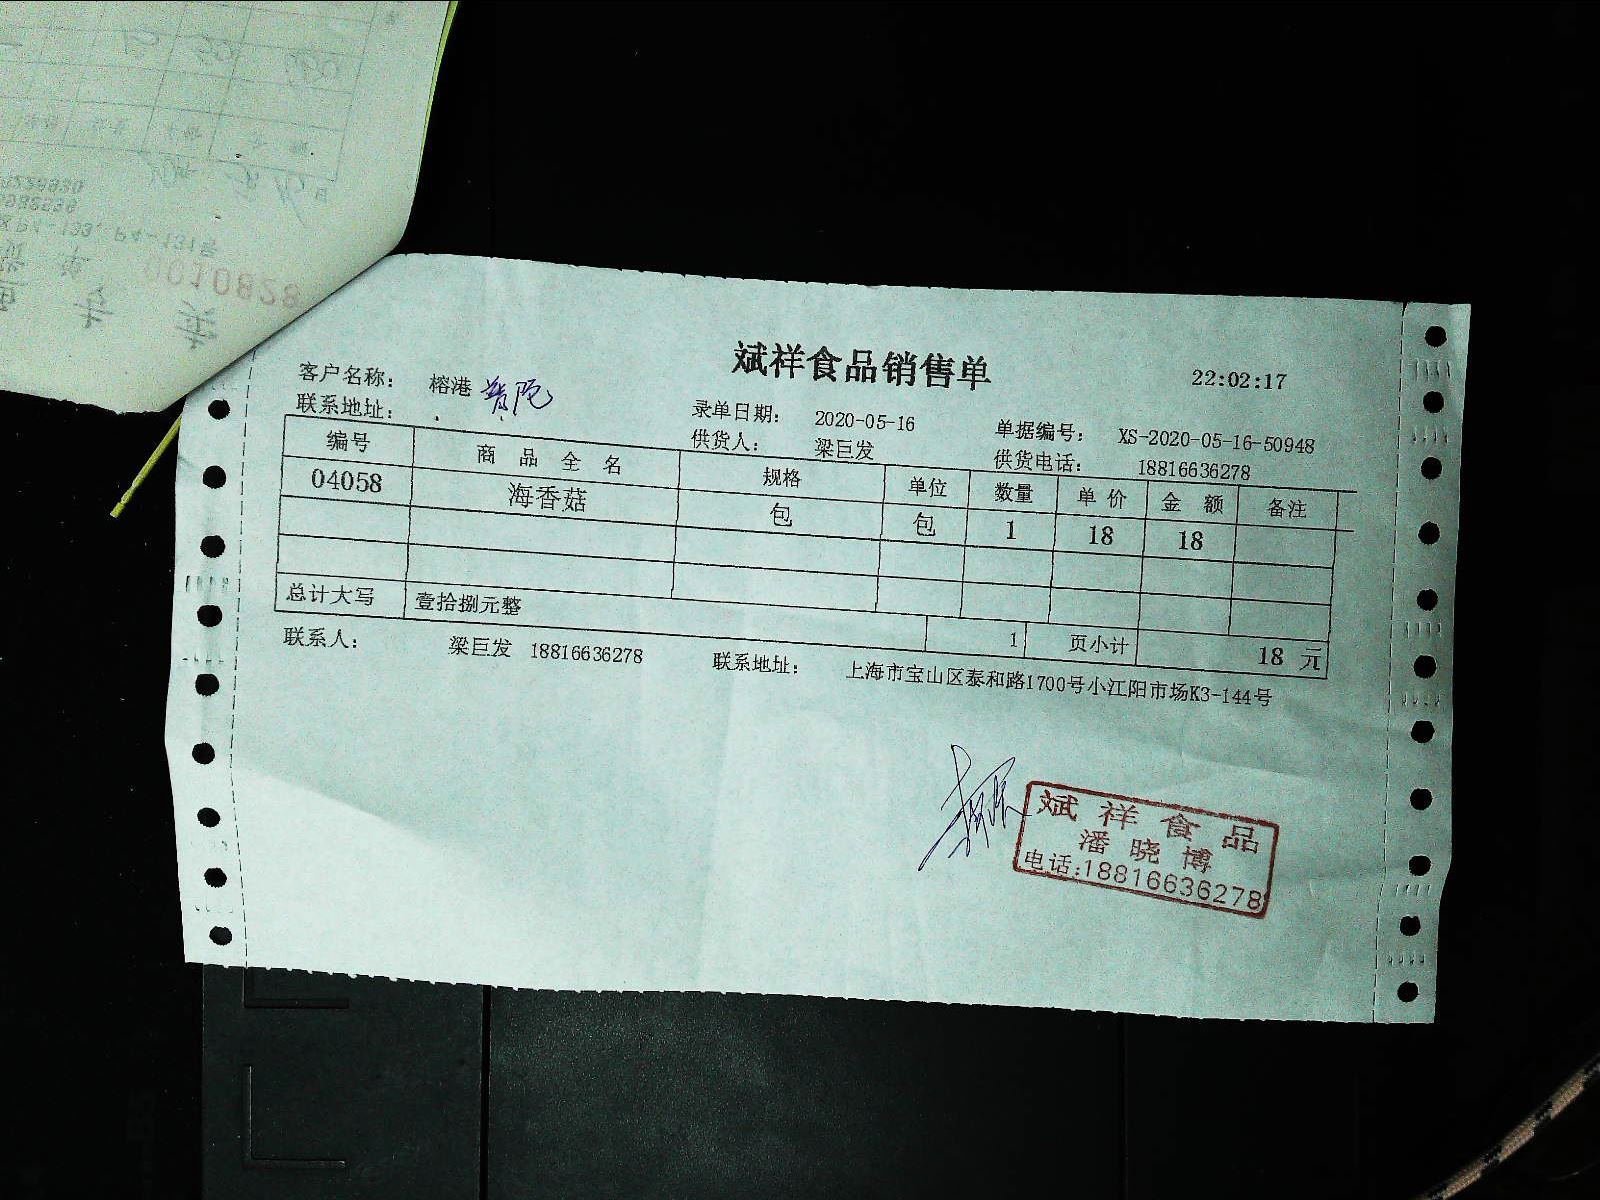 0010828
斌祥食品销售单
22:02:17
客户名称： 榕港 普陀
联系地址：
录单日期： 2020-05-16
单据编号： XS-2020-05-16-50948
供货人： 梁巨发
供货电话： 18816636278
编号 商品全名 规格 单位 数量 单价 金额 备注
04058 海香菇 包 包 1 18 18
总计大写 壹拾捌元整
1 页小计 18 元
联系人： 梁巨发 18816636278 联系地址： 上海市宝山区泰和路1700号小江阳市场K3-144号
斌祥食品
潘晓博
电话:18816636278